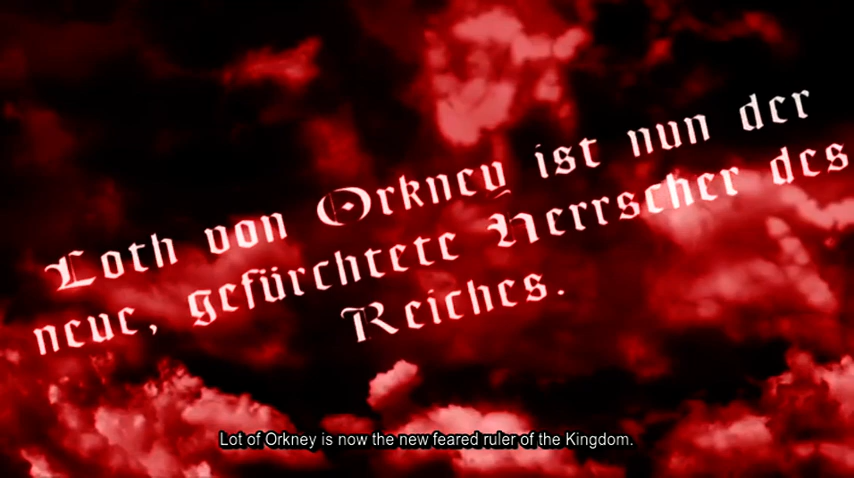 Loth von Orkney ist nun der
neue, gefürchtete Herrscher des
Reiches.
Lot of Orkney is now the new feared ruler of the Kingdom.